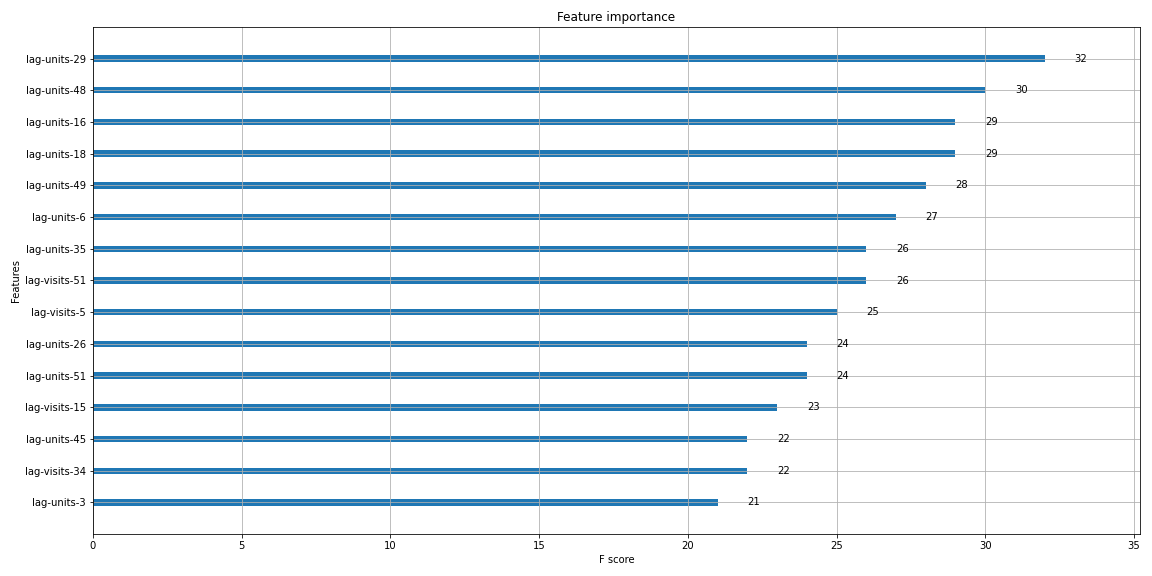 Feature importance
Features
lag-units-29 32
lag-units-48 30
lag-units-16 29
lag-units-18 29
lag-units-49 28
lag-units-6 27
lag-units-35 26
lag-visits-51 26
lag-visits-5 25
lag-units-26 24
lag-units-51 24
lag-visits-15 23
lag-units-45 22
lag-visits-34 22
lag-units-3 21
0 5 10 15 20 25 30 35
F score